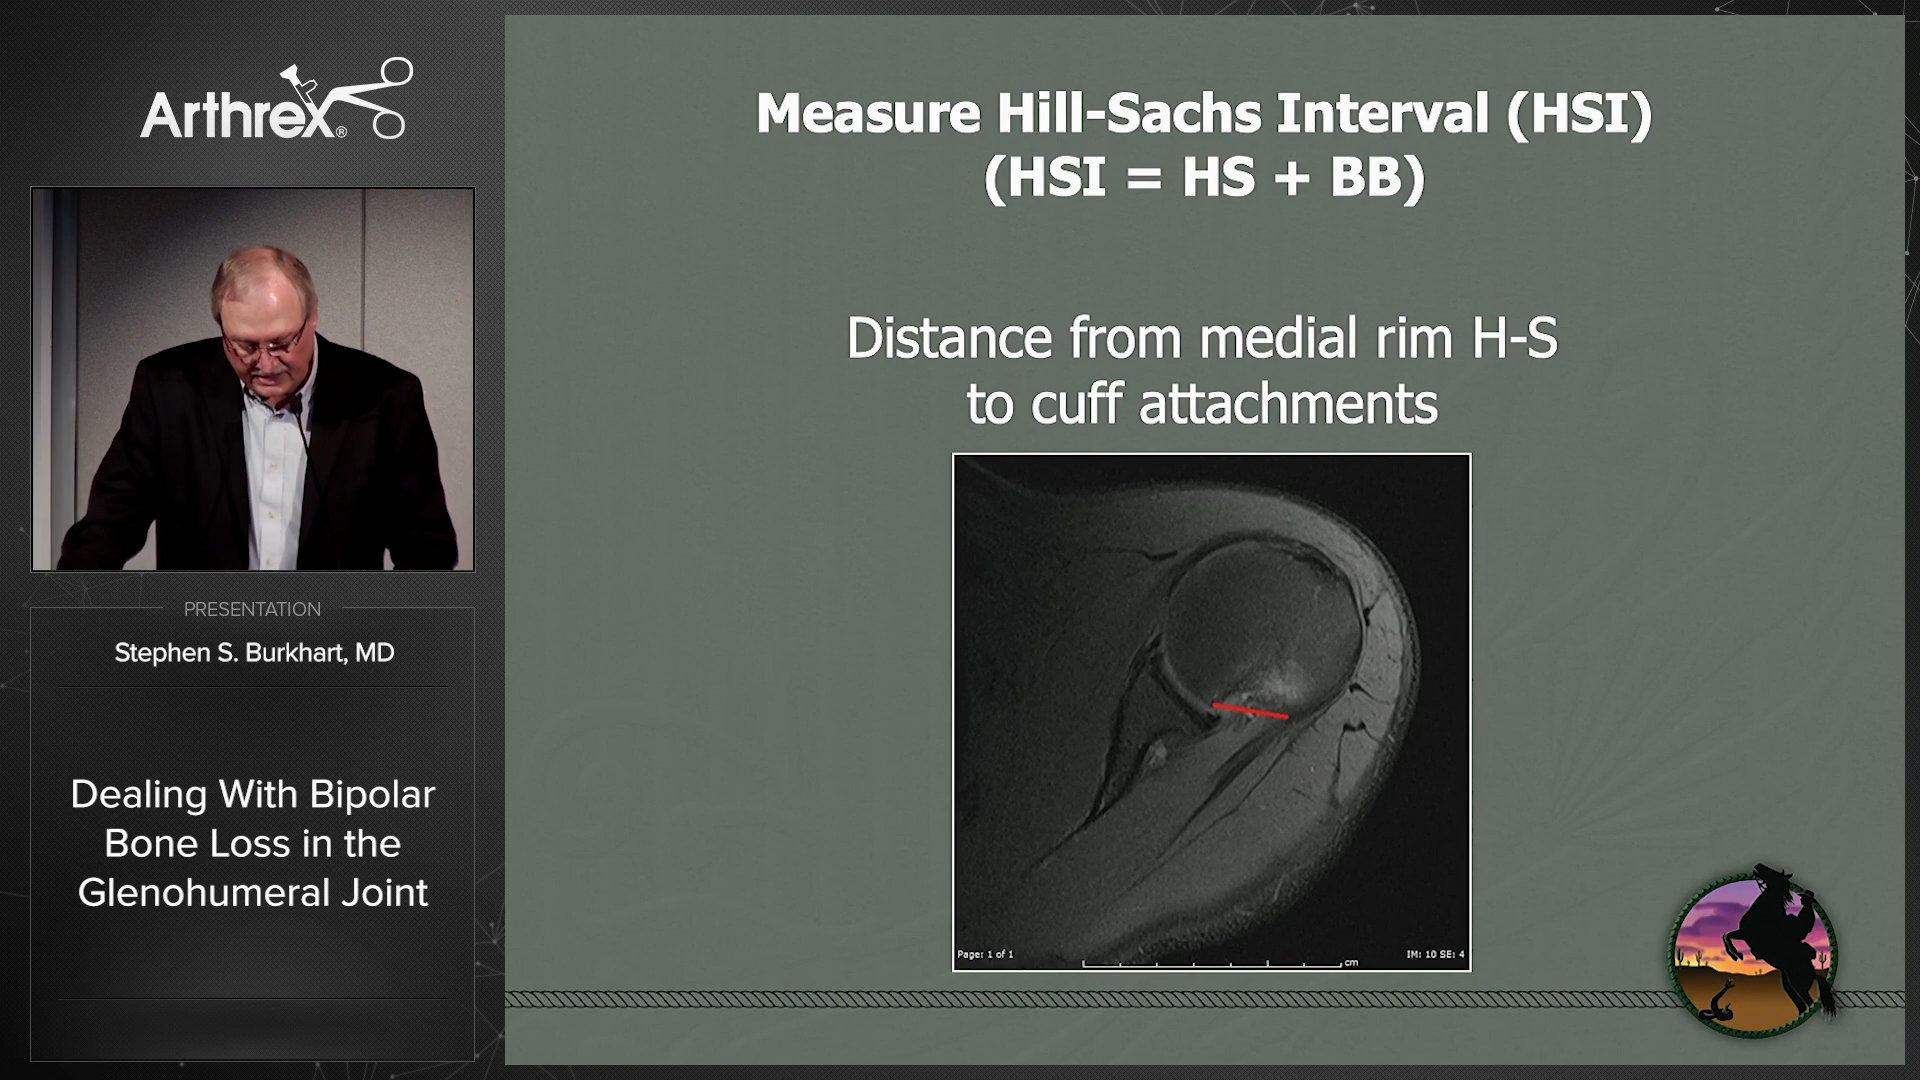 Arthrex®
PRESENTATION
Stephen S. Burkhart, MD
Dealing With Bipolar
Bone Loss in the
Glenohumeral Joint
Measure Hill-Sachs Interval (HSI)
(HSI = HS + BB)
Distance from medial rim H-S
to cuff attachments
Page: 1 of 1
cm
IM: 10 SE: 4